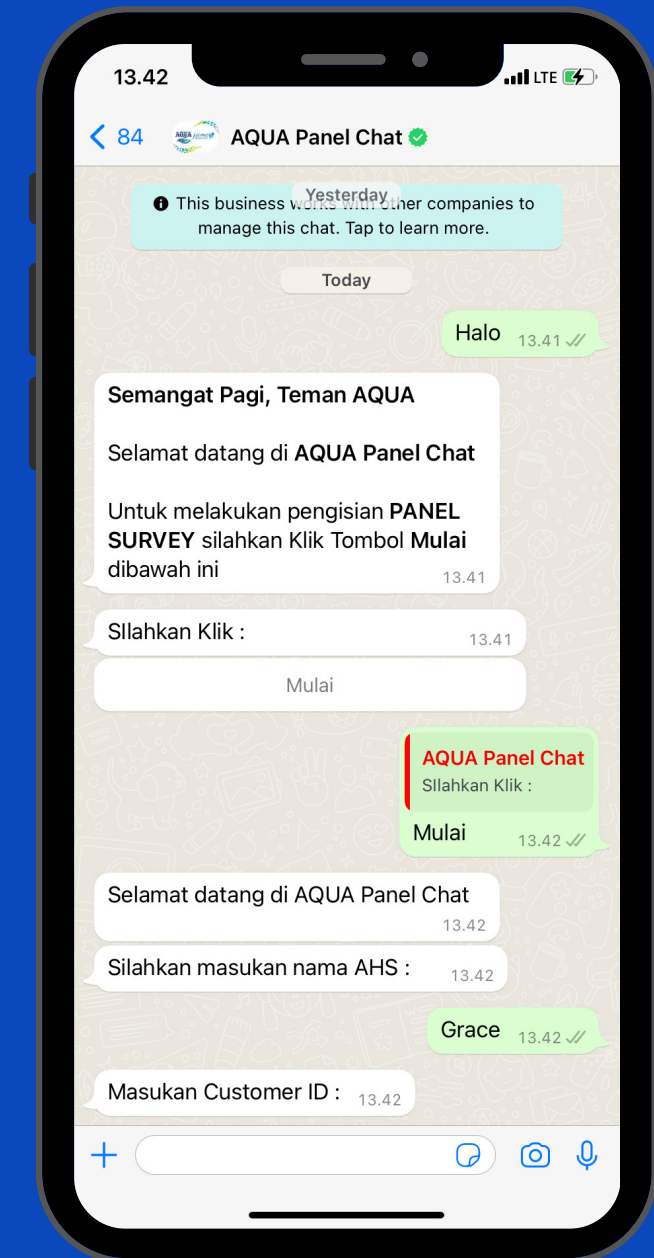 13.42
LTE
84
AQUA
AQUA Panel Chat
Yesterday
This business works with other companies to
manage this chat. Tap to learn more.
Today
Halo 13.41
Semangat Pagi, Teman AQUA
Selamat datang di AQUA Panel Chat
Untuk melakukan pengisian PANEL
SURVEY silahkan Klik Tombol Mulai
dibawah ini
13.41
SIlahkan Klik :
13.41
Mulai
AQUA Panel Chat
SIlahkan Klik :
Mulai 13.42
Selamat datang di AQUA Panel Chat
13.42
Silahkan masukan nama AHS : 13.42
Grace 13.42
Masukan Customer ID : 13.42